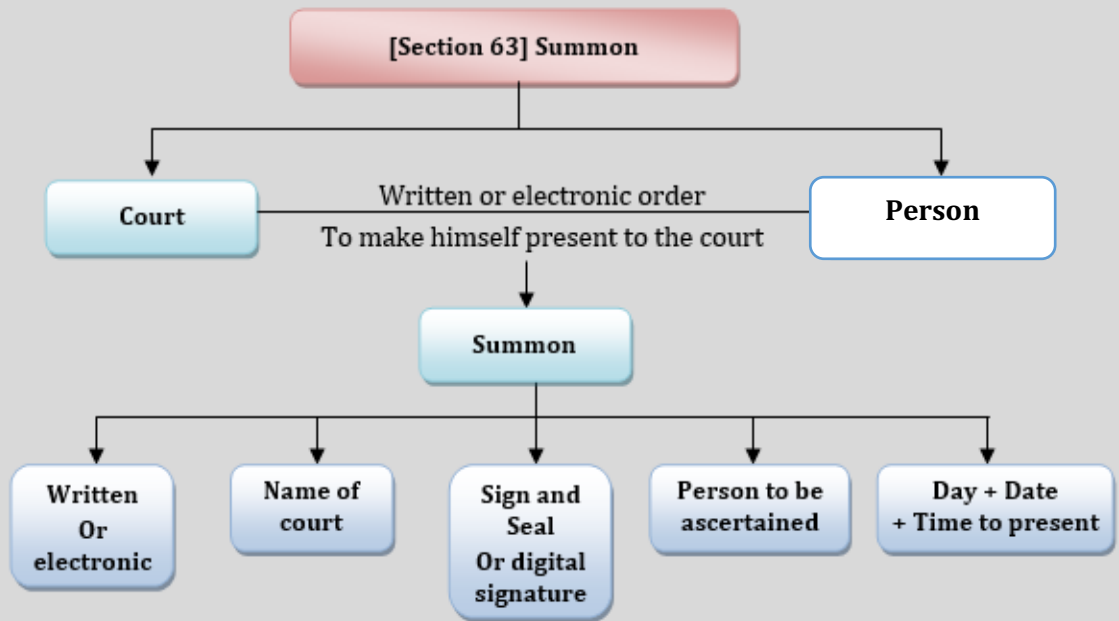 [Section 63] Summon
Court
Written or electronic order
To make himself present to the court
Person
Summon
Written
Or
electronic
Name of
court
Sign and
Seal
Or digital
signature
Person to be
ascertained
Day + Date
+ Time to present